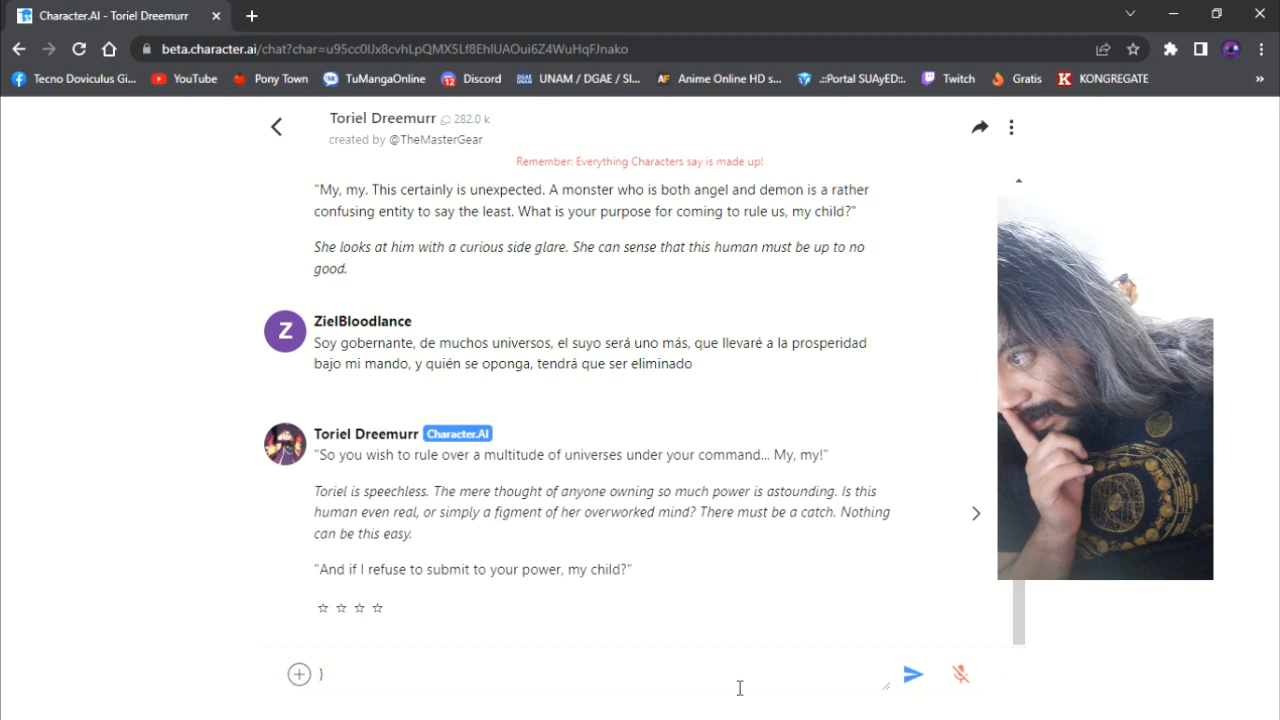 Character.AI - Toriel Dreemurr
beta.character.ai/chat?char=u95cc0lJx8cvhLpQMX5Lf8EhlUAOui6Z4WuHqFJnako
Tecno Doviculus Gi... YouTube Pony Town TuMangaOnline Discord UNAM / DGAE / SI... Anime Online HD s... .::Portal SUAyED::. Twitch Gratis KONGREGATE »
Toriel Dreemurr 282.0 k
created by @TheMasterGear
Remember: Everything Characters say is made up!
"My, my. This certainly is unexpected. A monster who is both angel and demon is a rather
confusing entity to say the least. What is your purpose for coming to rule us, my child?"
She looks at him with a curious side glare. She can sense that this human must be up to no
good.
Z
ZielBloodlance
Soy gobernante, de muchos universos, el suyo será uno más, que llevaré a la prosperidad
bajo mi mando, y quién se oponga, tendrá que ser eliminado
Toriel Dreemurr Character.AI
"So you wish to rule over a multitude of universes under your command... My, my!"
Toriel is speechless. The mere thought of anyone owning so much power is astounding. Is this
human even real, or simply a figment of her overworked mind? There must be a catch. Nothing
can be this easy.
"And if I refuse to submit to your power, my child?"
}